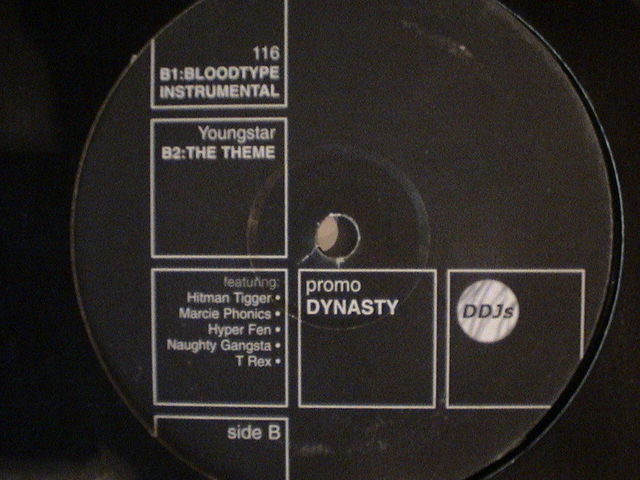 116
B1:BLOODTYPE
INSTRUMENTAL
Youngstar
B2:THE THEME
featuring:
Hitman Tigger •
Marcie Phonics •
Hyper Fen •
Naughty Gangsta •
T Rex •
promo
DYNASTY
DDJs
side B